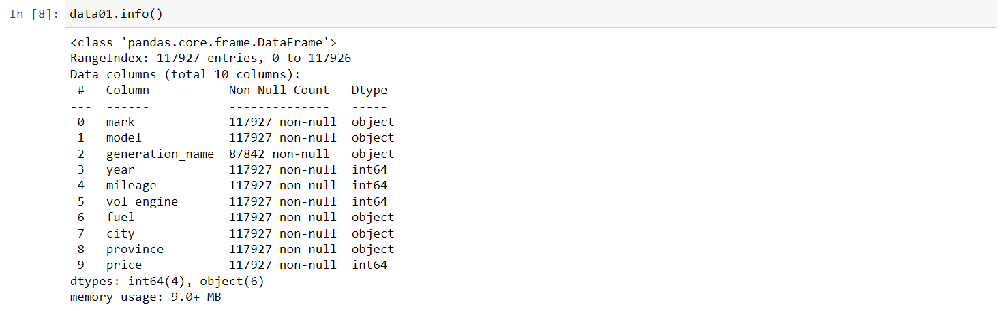 In [8]: data01.info()
<class 'pandas.core.frame.DataFrame'>
RangeIndex: 117927 entries, 0 to 117926
Data columns (total 10 columns):
 #   Column           Non-Null Count   Dtype
---  ------           --------------   -----
 0   mark             117927 non-null  object
 1   model            117927 non-null  object
 2   generation_name  87842 non-null   object
 3   year             117927 non-null  int64
 4   mileage          117927 non-null  int64
 5   vol_engine       117927 non-null  int64
 6   fuel             117927 non-null  object
 7   city             117927 non-null  object
 8   province         117927 non-null  object
 9   price            117927 non-null  int64
dtypes: int64(4), object(6)
memory usage: 9.0+ MB